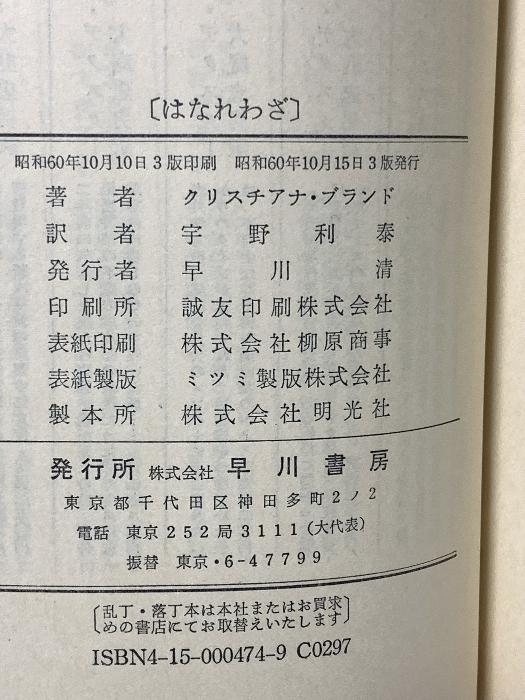 〔はなれわざ〕
昭和60年10月10日3版印刷 昭和60年10月15日3版発行
著者 クリスチアナ・ブランド
訳者 宇野利泰
発行者 早川清
印刷所 誠友印刷株式会社
表紙印刷 株式会社柳原商事
表紙製版 ミツミ製版株式会社
製本所 株式会社明光社
発行所 株式会社 早川書房
東京都千代田区神田多町2ノ2
電話 東京252局3111(大代表)
振替 東京・6-47799
〔乱丁・落丁本は本社またはお買求
めの書店にてお取替えいたします〕
ISBN4-15-000474-9 C0297